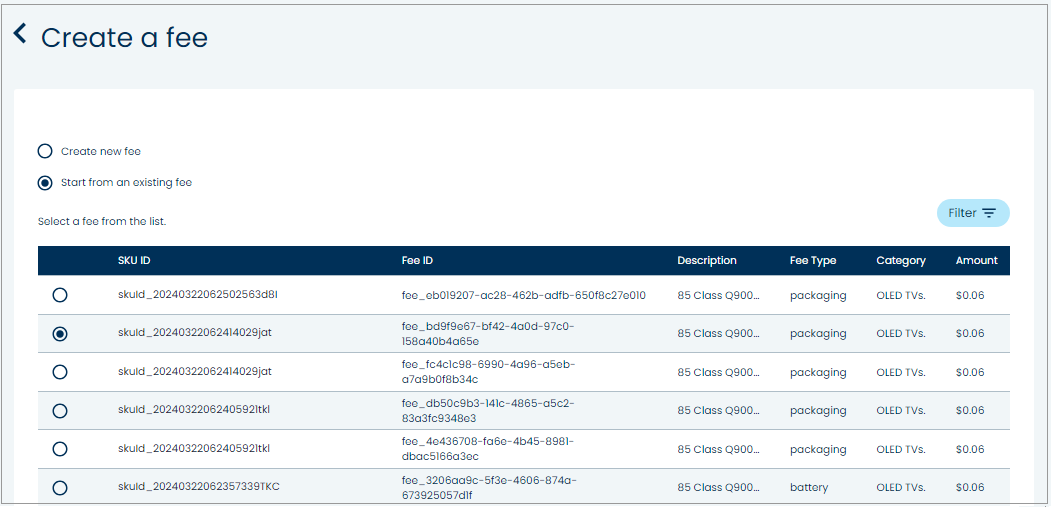 Create a fee
Create new fee
Start from an existing fee
Select a fee from the list.
Filter
SKU ID Fee ID Description Fee Type Category Amount
skuId_20240322062502563d8I fee_eb019207-ac28-462b-adfb-650f8c27e010 85 Class Q900... packaging OLED TVs. $0.06
skuId_20240322062414029jat fee_bd9f9e67-bf42-4a0d-97c0-
158a40b4a65e 85 Class Q900... packaging OLED TVs. $0.06
skuId_20240322062414029jat fee_fc4c1c98-6990-4a96-a5eb-
a7a9b0f8b34c 85 Class Q900... packaging OLED TVs. $0.06
skuId_20240322062405921tkl fee_db50c9b3-141c-4865-a5c2-
83a3fc9348e3 85 Class Q900... packaging OLED TVs. $0.06
skuId_20240322062405921tkl fee_4e436708-fa6e-4b45-8981-
dbac5166a3ec 85 Class Q900... packaging OLED TVs. $0.06
skuId_20240322062357339TKC fee_3206aa9c-5f3e-4606-874a-
673925057d1f 85 Class Q900... battery OLED TVs. $0.06